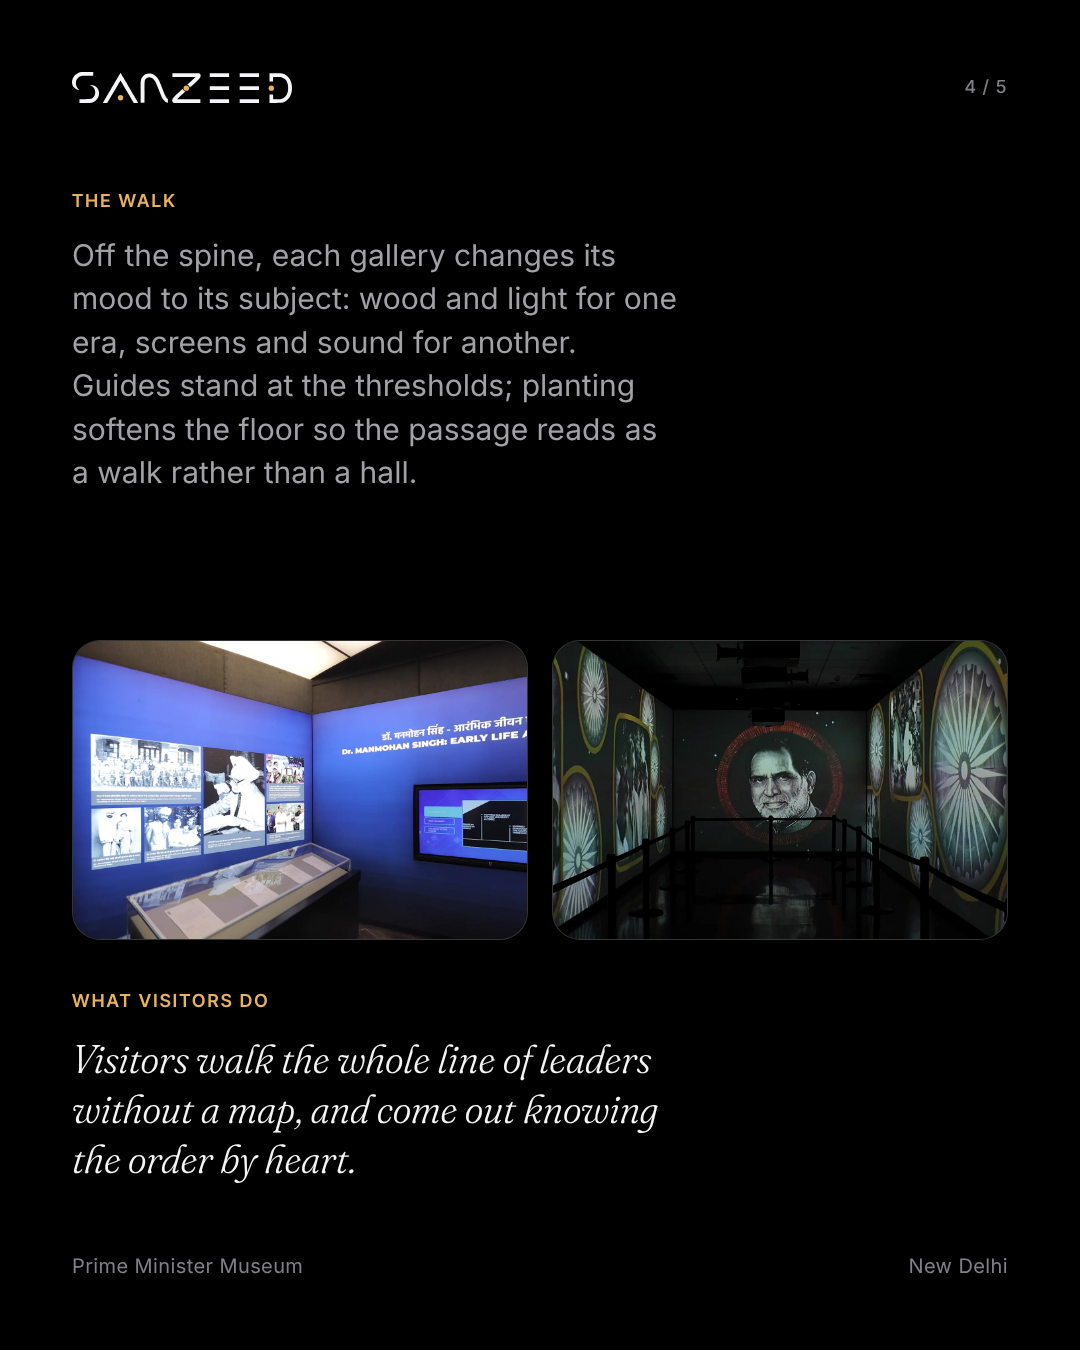 SANZEED
4 / 5
THE WALK
Off the spine, each gallery changes its
mood to its subject: wood and light for one
era, screens and sound for another.
Guides stand at the thresholds; planting
softens the floor so the passage reads as
a walk rather than a hall.
डॉ. मनमोहन सिंह - आरंभिक जीवन
Dr. MANMOHAN SINGH: EARLY LIFE
WHAT VISITORS DO
Visitors walk the whole line of leaders
without a map, and come out knowing
the order by heart.
Prime Minister Museum
New Delhi